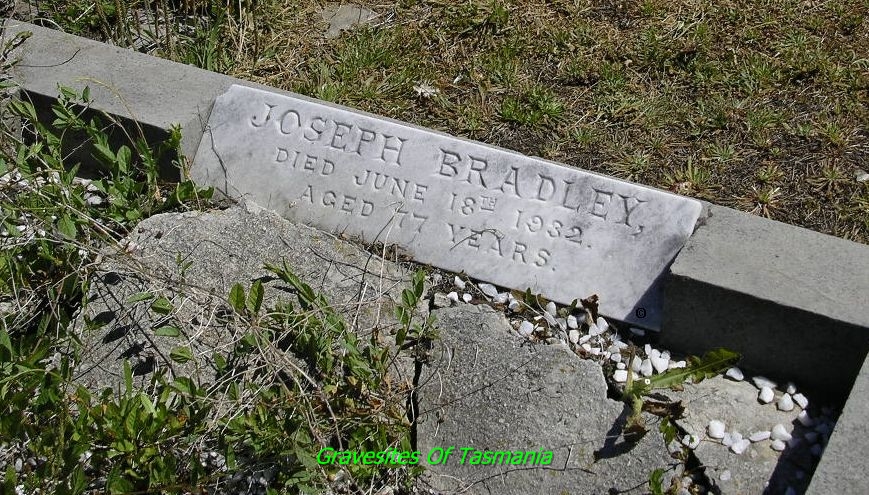 JOSEPH BRADLEY,
DIED JUNE 18TH 1932.
AGED 77 YEARS.
©
Gravesites Of Tasmania